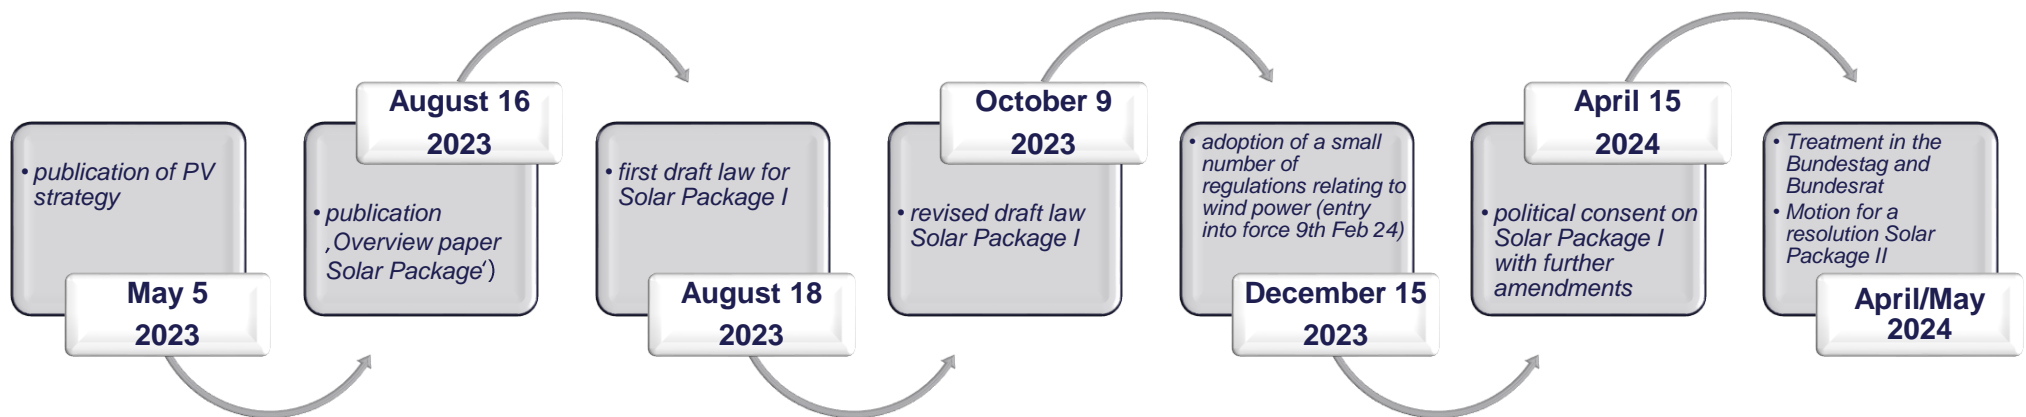 • publication of PV
strategy
May 5
2023
August 16
2023
• publication
‚Overview paper
Solar Package‘)
• first draft law for
Solar Package I
August 18
2023
October 9
2023
• revised draft law
Solar Package I
• adoption of a small
number of
regulations relating to
wind power (entry
into force 9th Feb 24)
December 15
2023
April 15
2024
• political consent on
Solar Package I
with further
amendments
• Treatment in the
Bundestag and
Bundesrat
• Motion for a
resolution Solar
Package II
April/May
2024